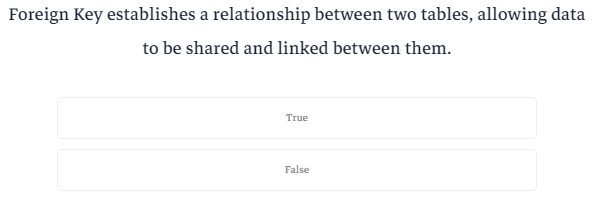 Foreign Key establishes a relationship between two tables, allowing data
to be shared and linked between them.
True
False